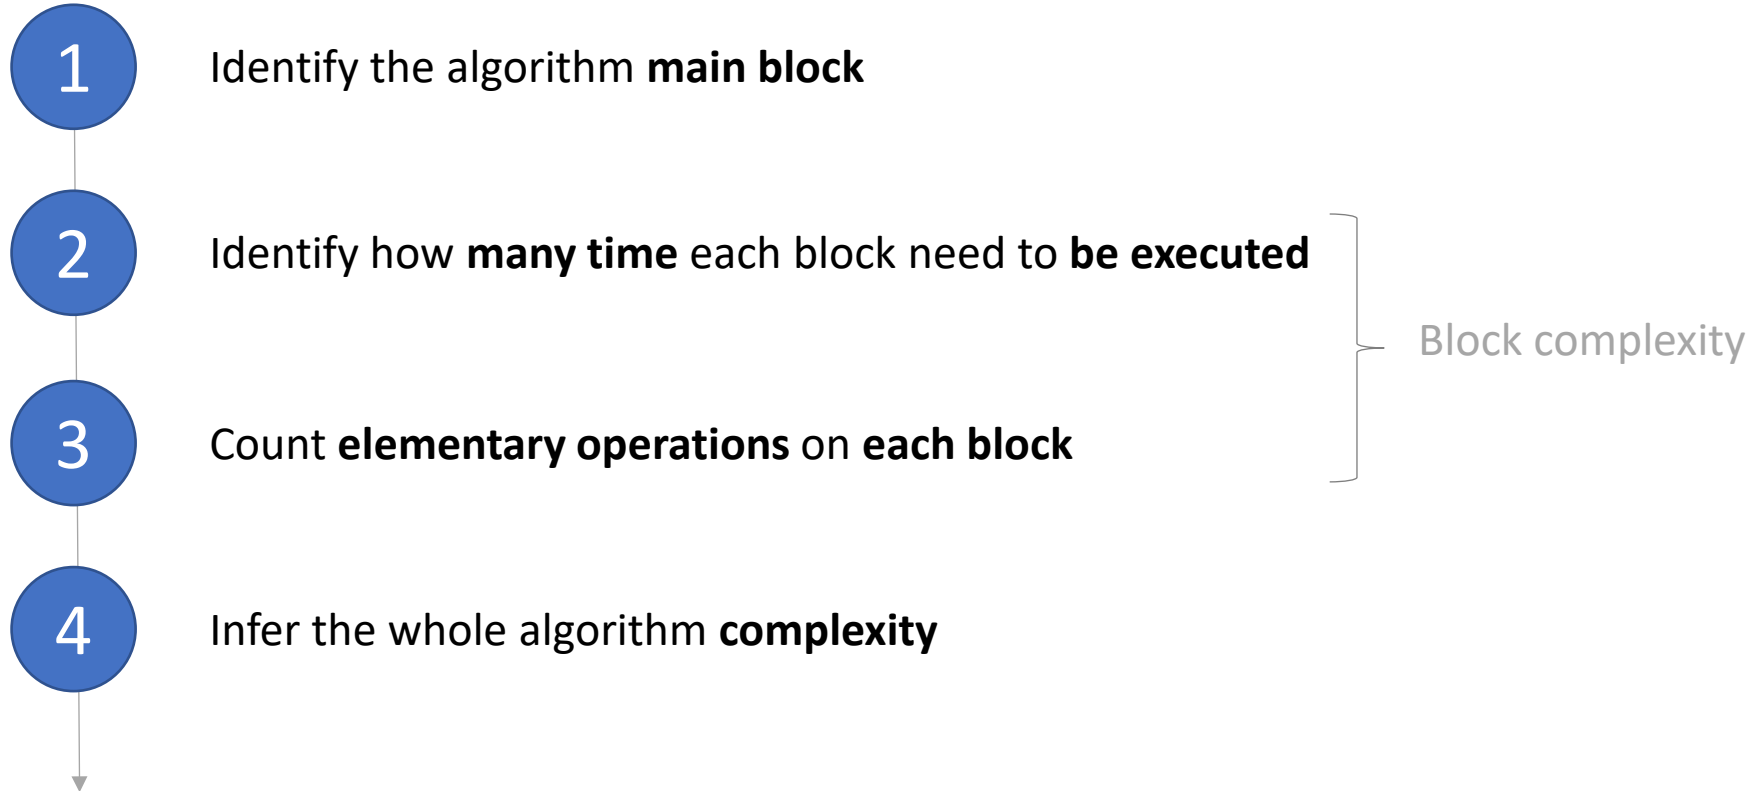 1
Identify the algorithm main block
2
Identify how many time each block need to be executed
Block complexity
3
Count elementary operations on each block
4
Infer the whole algorithm complexity